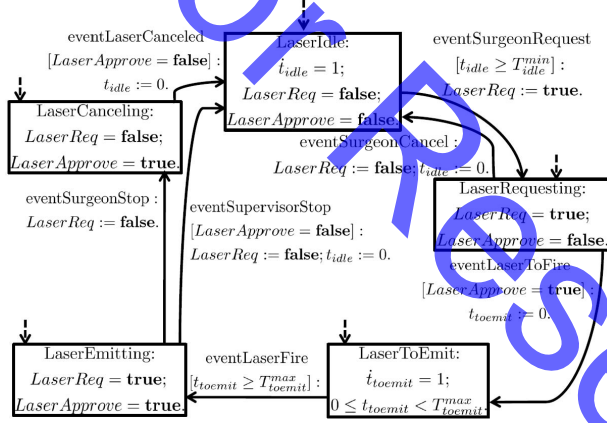 eventLaserCanceled
[LaserApprove = false] :
t_idle := 0.
LaserIdle:
ṫ_idle = 1;
LaserReq = false;
LaserApprove = false.
eventSurgeonRequest
[t_idle ≥ T_idle^min] :
LaserReq := true.
LaserCanceling:
LaserReq = false;
LaserApprove = true.
eventSurgeonCancel :
LaserReq := false; t_idle := 0.
LaserRequesting:
LaserReq = true;
LaserApprove = false.
eventSurgeonStop :
LaserReq := false.
eventSupervisorStop
[LaserApprove = false] :
LaserReq := false; t_idle := 0.
eventLaserToFire
[LaserApprove = true] :
t_toemit := 0.
LaserEmitting:
LaserReq = true;
LaserApprove = true.
eventLaserFire
[t_toemit ≥ T_toemit^max] :
LaserToEmit:
ṫ_toemit = 1;
0 ≤ t_toemit < T_toemit^max.